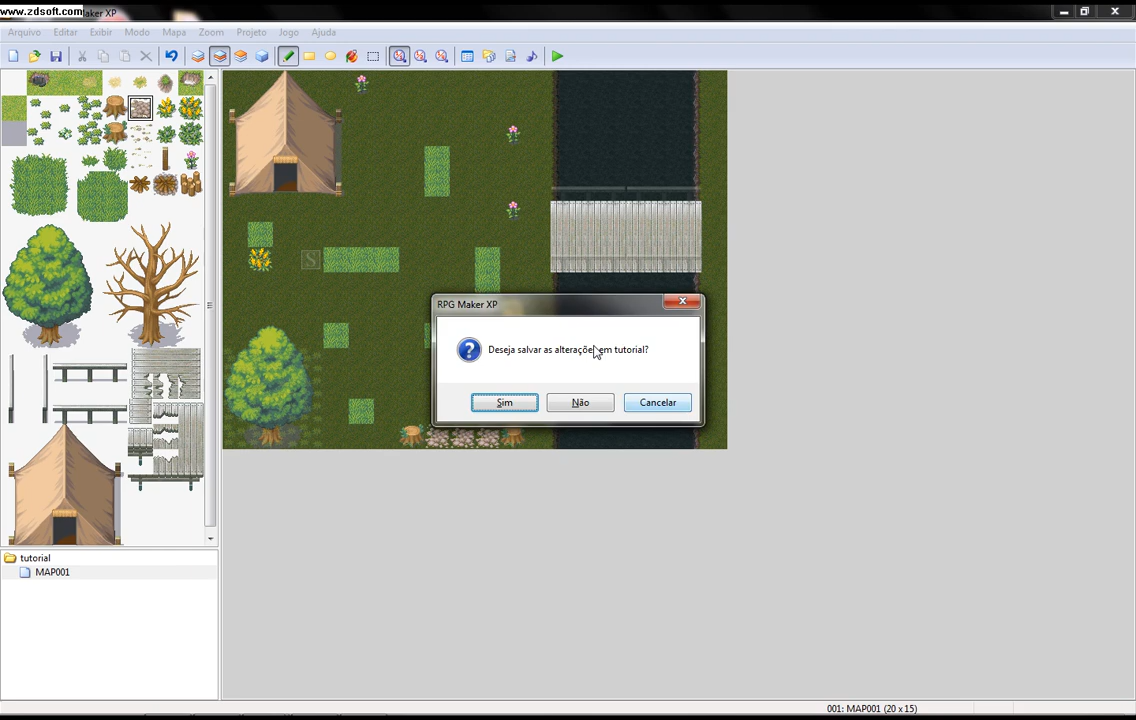 www.zdsoft.com
aker XP
Arquivo Editar Exibir Modo Mapa Zoom Projeto Jogo Ajuda
S
RPG Maker XP
Deseja salvar as alterações em tutorial?
Sim Não Cancelar
tutorial
MAP001
001: MAP001 (20 x 15)